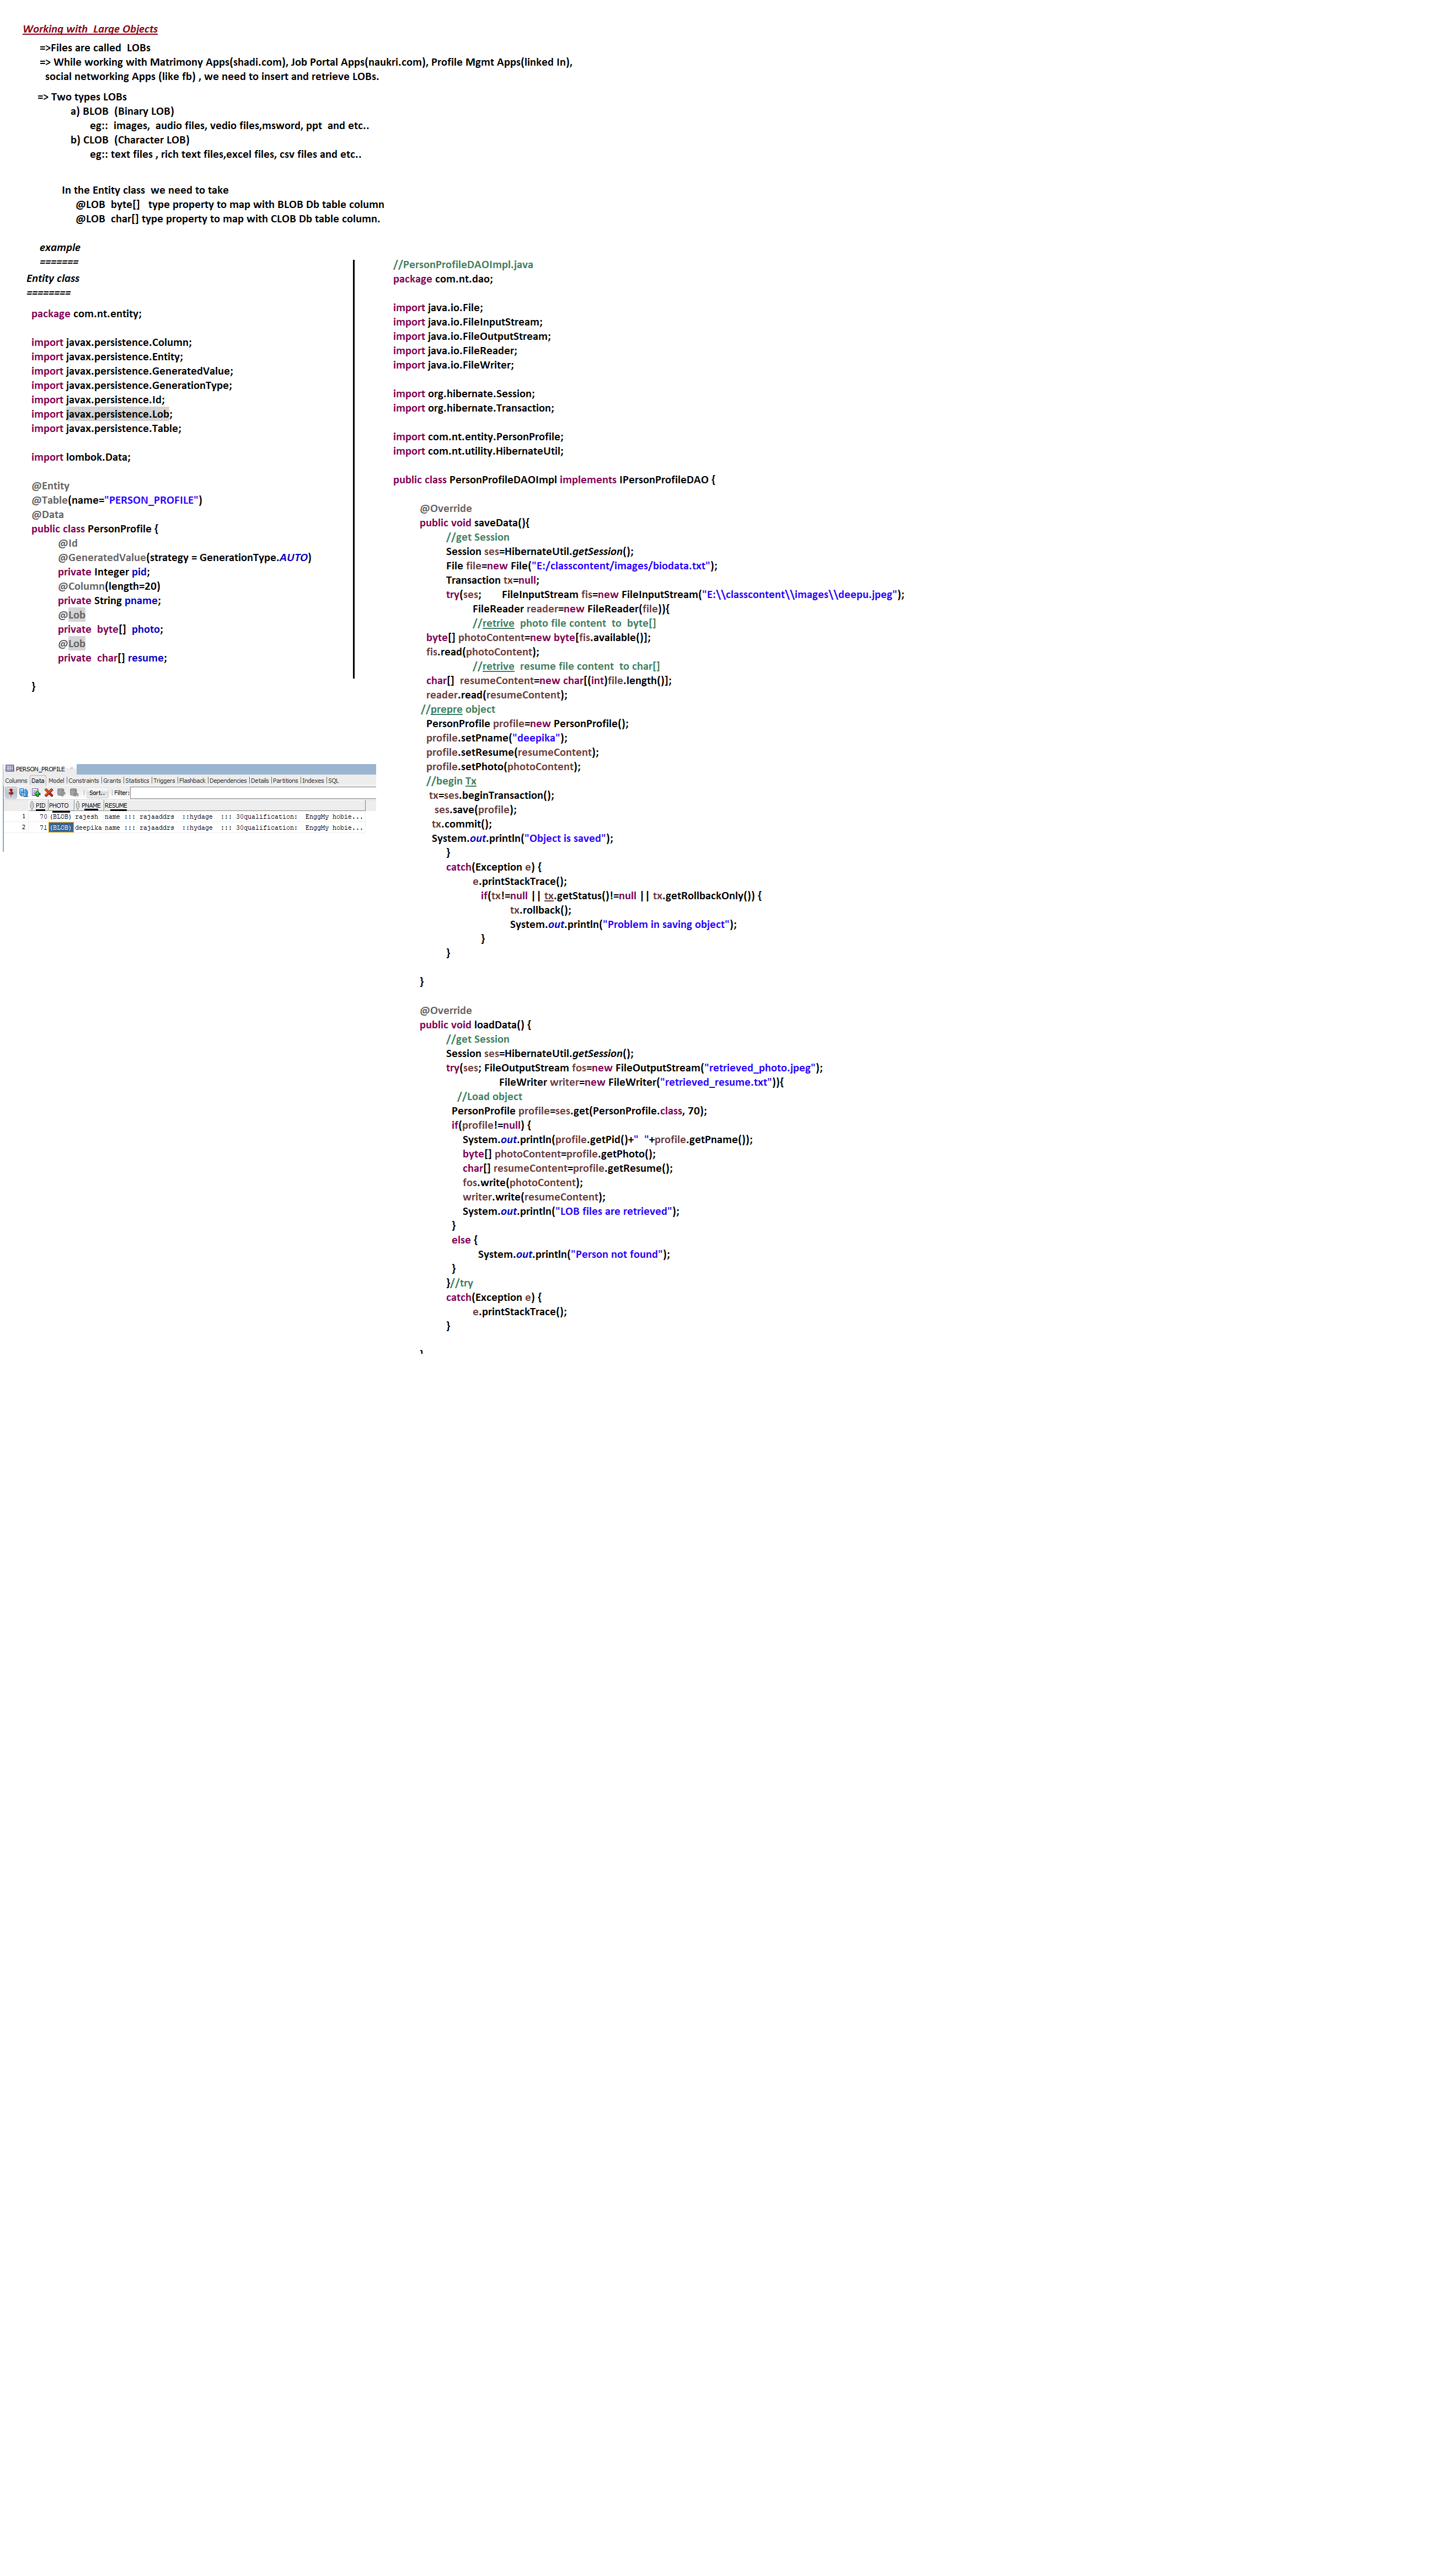 Working with  Large Objects
=>Files are called  LOBs
=> While working with Matrimony Apps(shadi.com), Job Portal Apps(naukri.com), Profile Mgmt Apps(linked In),
social networking Apps (like fb) , we need to insert and retrieve LOBs.
=> Two types LOBs
a) BLOB  (Binary LOB)
eg::  images,  audio files, vedio files,msword, ppt  and etc..
b) CLOB  (Character LOB)
eg:: text files , rich text files,excel files, csv files and etc..
In the Entity class  we need to take
@LOB  byte[]   type property to map with BLOB Db table column
@LOB  char[] type property to map with CLOB Db table column.
example
=======
Entity class
========
package com.nt.entity;
import javax.persistence.Column;
import javax.persistence.Entity;
import javax.persistence.GeneratedValue;
import javax.persistence.GenerationType;
import javax.persistence.Id;
import javax.persistence.Lob;
import javax.persistence.Table;
import lombok.Data;
@Entity
@Table(name="PERSON_PROFILE")
@Data
public class PersonProfile {
@Id
@GeneratedValue(strategy = GenerationType.AUTO)
private Integer pid;
@Column(length=20)
private String pname;
@Lob
private  byte[]  photo;
@Lob
private  char[] resume;
}
PERSON_PROFILE
Columns Data Model Constraints Grants Statistics Triggers Flashback Dependencies Details Partitions Indexes SQL
Sort.. Filter:
PID PHOTO PNAME RESUME
1 70 (BLOB) rajesh name ::: rajaaddrs  ::hydage  ::: 30qualification:  EnggMy hobie...
2 71 (BLOB) deepika name ::: rajaaddrs  ::hydage  ::: 30qualification:  EnggMy hobie...
//PersonProfileDAOImpl.java
package com.nt.dao;
import java.io.File;
import java.io.FileInputStream;
import java.io.FileOutputStream;
import java.io.FileReader;
import java.io.FileWriter;
import org.hibernate.Session;
import org.hibernate.Transaction;
import com.nt.entity.PersonProfile;
import com.nt.utility.HibernateUtil;
public class PersonProfileDAOImpl implements IPersonProfileDAO {
@Override
public void saveData(){
//get Session
Session ses=HibernateUtil.getSession();
File file=new File("E:/classcontent/images/biodata.txt");
Transaction tx=null;
try(ses;       FileInputStream fis=new FileInputStream("E:\\classcontent\\images\\deepu.jpeg");
FileReader reader=new FileReader(file)){
//retrive  photo file content  to  byte[]
byte[] photoContent=new byte[fis.available()];
fis.read(photoContent);
//retrive  resume file content  to char[]
char[]  resumeContent=new char[(int)file.length()];
reader.read(resumeContent);
//prepre object
PersonProfile profile=new PersonProfile();
profile.setPname("deepika");
profile.setResume(resumeContent);
profile.setPhoto(photoContent);
//begin Tx
tx=ses.beginTransaction();
ses.save(profile);
tx.commit();
System.out.println("Object is saved");
}
catch(Exception e) {
e.printStackTrace();
if(tx!=null || tx.getStatus()!=null || tx.getRollbackOnly()) {
tx.rollback();
System.out.println("Problem in saving object");
}
}
}
@Override
public void loadData() {
//get Session
Session ses=HibernateUtil.getSession();
try(ses; FileOutputStream fos=new FileOutputStream("retrieved_photo.jpeg");
FileWriter writer=new FileWriter("retrieved_resume.txt")){
//Load object
PersonProfile profile=ses.get(PersonProfile.class, 70);
if(profile!=null) {
System.out.println(profile.getPid()+"  "+profile.getPname());
byte[] photoContent=profile.getPhoto();
char[] resumeContent=profile.getResume();
fos.write(photoContent);
writer.write(resumeContent);
System.out.println("LOB files are retrieved");
}
else {
System.out.println("Person not found");
}
}//try
catch(Exception e) {
e.printStackTrace();
}
}